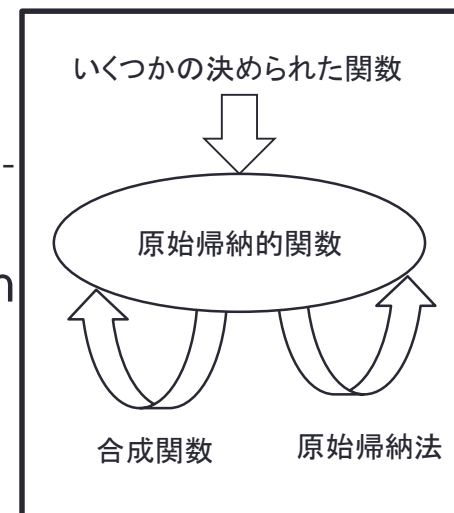 いくつかの決められた関数
-
原始帰納的関数
n
合成関数
原始帰納法